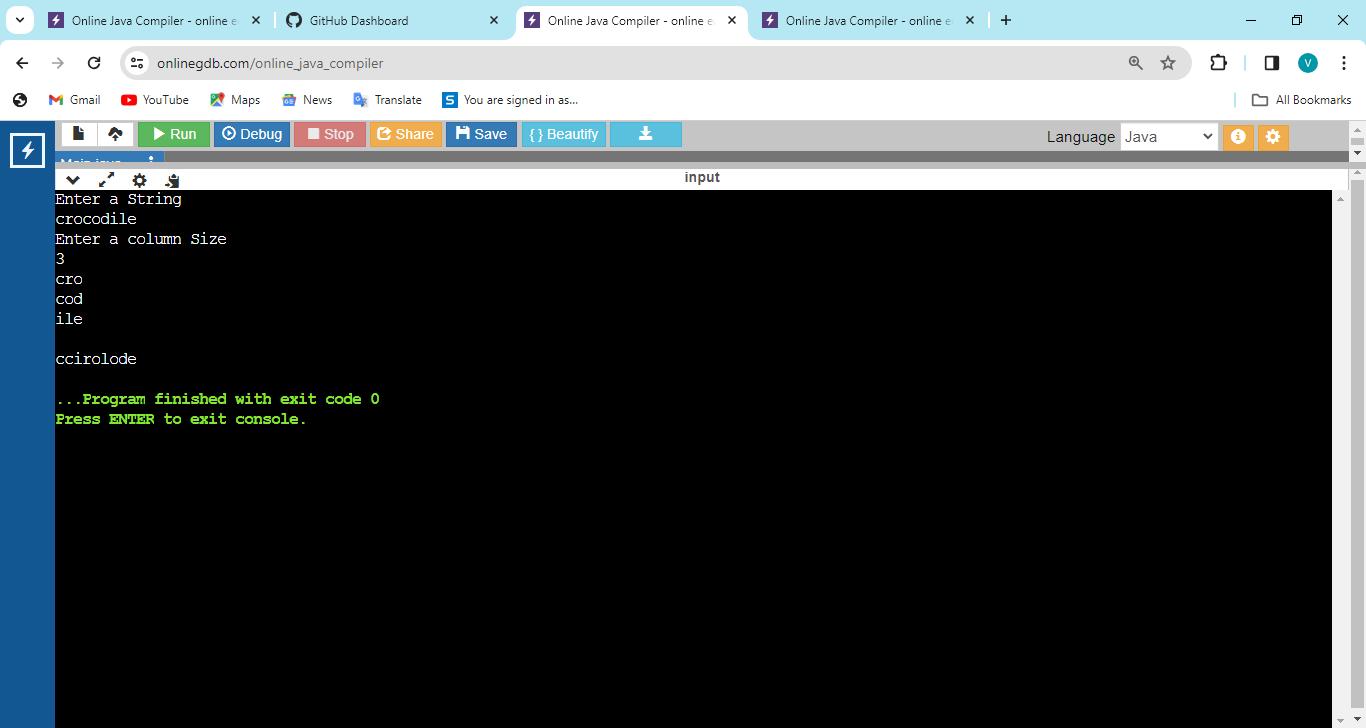 Online Java Compiler - online e
GitHub Dashboard
Online Java Compiler - online e
Online Java Compiler - online e
onlinegdb.com/online_java_compiler
V
Gmail
YouTube
Maps
News
Translate
S
You are signed in as...
All Bookmarks
Run
Debug
Stop
Share
Save
{ } Beautify
Language
Java
Main.java
input
Enter a String
crocodile
Enter a column Size
3
cro
cod
ile
ccirolode
...Program finished with exit code 0
Press ENTER to exit console.